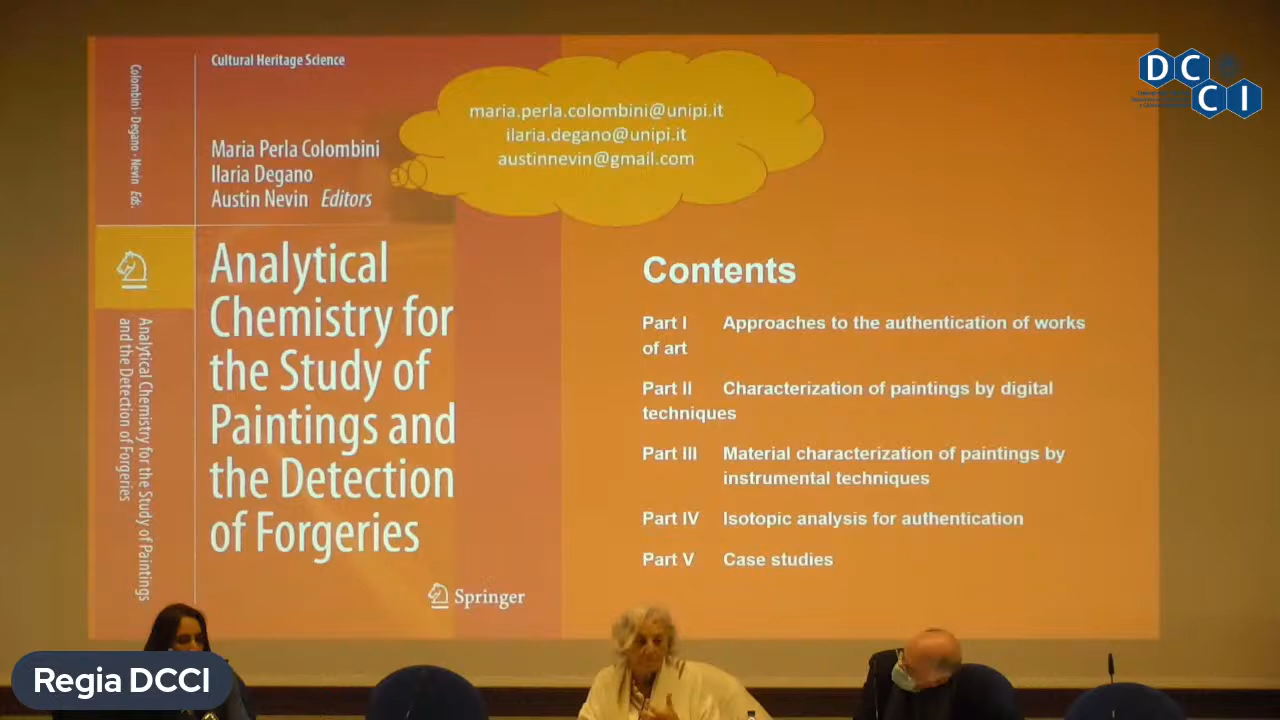 Cultural Heritage Science
Colombini · Degano · Nevin Eds.
Maria Perla Colombini
Ilaria Degano
Austin Nevin Editors
Analytical
Chemistry for
the Study of
Paintings and
the Detection
of Forgeries
Analytical Chemistry for the Study of Paintings
and the Detection of Forgeries
Springer
maria.perla.colombini@unipi.it
ilaria.degano@unipi.it
austinnevin@gmail.com
Contents
Part I Approaches to the authentication of works
of art
Part II Characterization of paintings by digital
techniques
Part III Material characterization of paintings by
instrumental techniques
Part IV Isotopic analysis for authentication
Part V Case studies
DC
CI
Regia DCCI